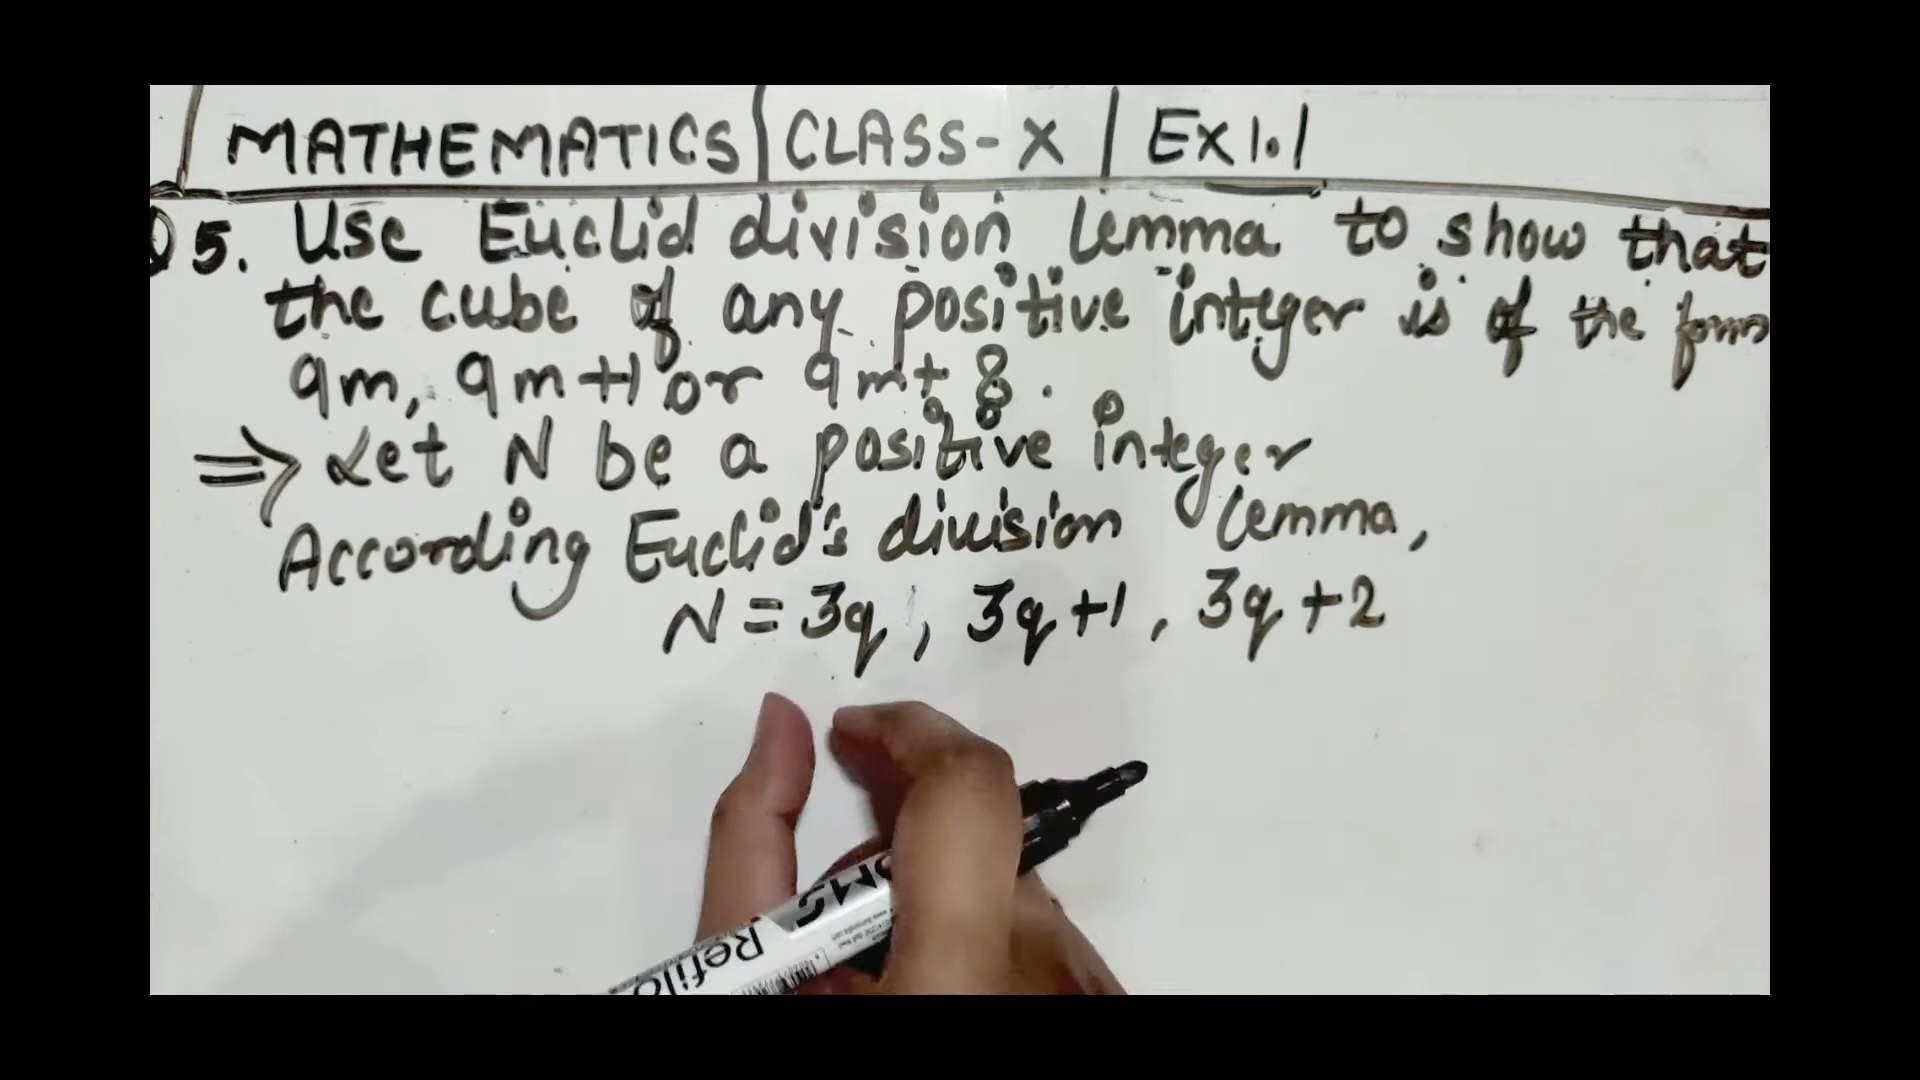 MATHEMATICS | CLASS-X | Ex 1.1
Q5. Use Euclid division lemma to show that
the cube of any positive integer is of the form
9m, 9m+1 or 9m+8.
⇒ Let N be a positive integer
According Euclid's division lemma,
N = 3q, 3q+1, 3q+2
OMS
Refilo